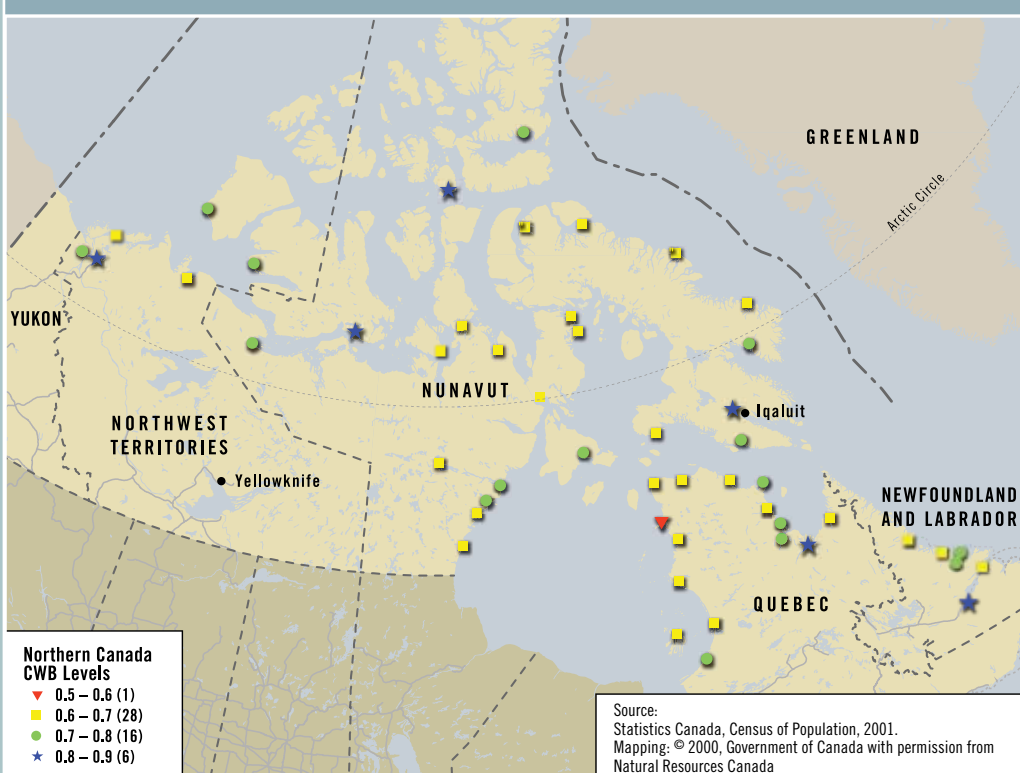 GREENLAND
Arctic Circle
YUKON
NUNAVUT
Iqaluit
NORTHWEST
TERRITORIES
Yellowknife
NEWFOUNDLAND
AND LABRADOR
QUEBEC
Northern Canada
CWB Levels
0.5 – 0.6 (1)
0.6 – 0.7 (28)
0.7 – 0.8 (16)
0.8 – 0.9 (6)
Source:
Statistics Canada, Census of Population, 2001.
Mapping: © 2000, Government of Canada with permission from
Natural Resources Canada